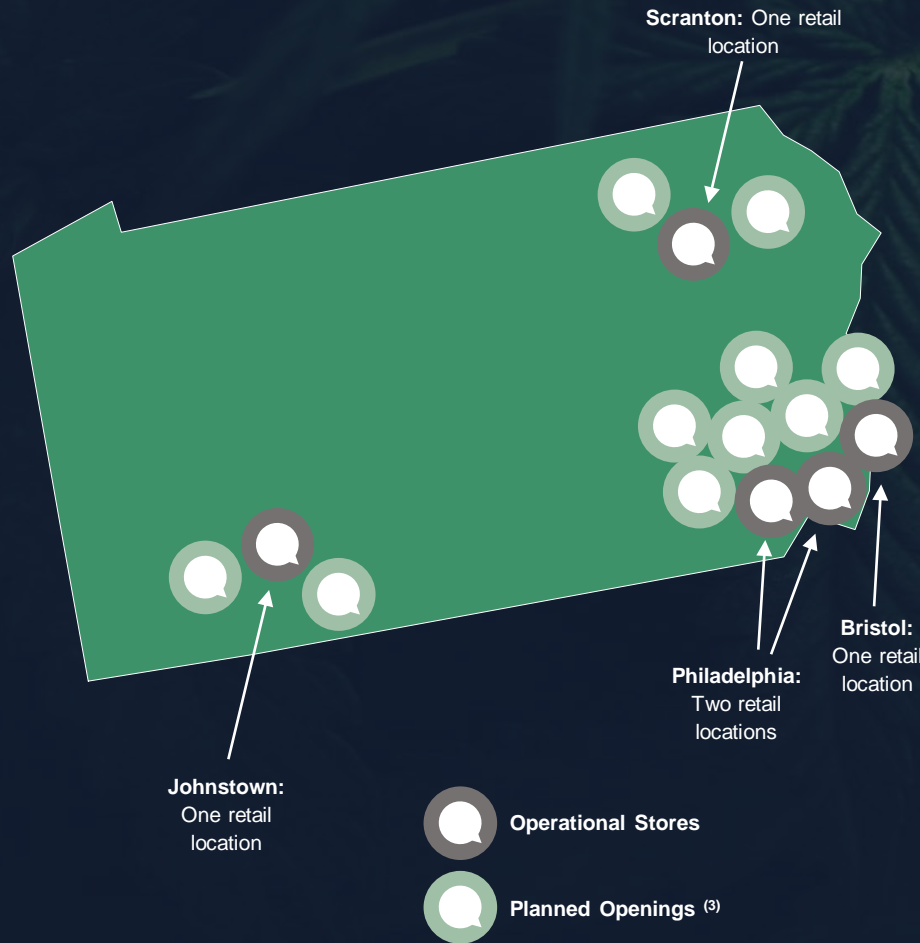 Scranton: One retail
location
Bristol:
One retail
location
Philadelphia:
Two retail
locations
Johnstown:
One retail
location
Operational Stores
Planned Openings (3)